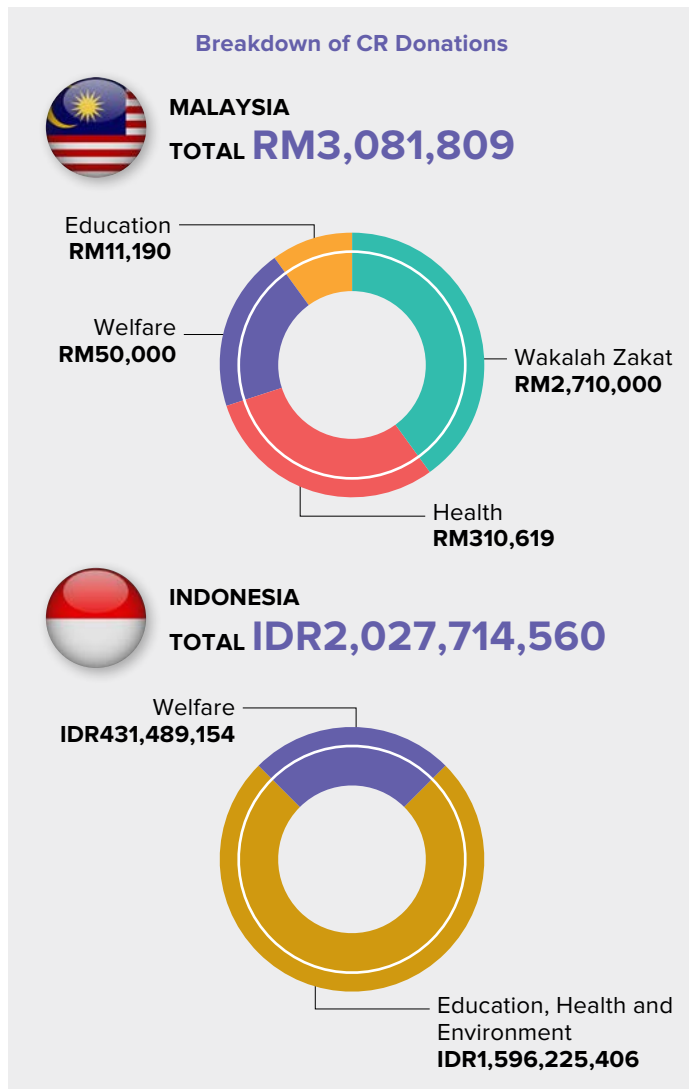 Breakdown of CR Donations
MALAYSIA
TOTAL RM3,081,809
Education
RM11,190
Welfare
RM50,000
Wakalah Zakat
RM2,710,000
Health
RM310,619
INDONESIA
TOTAL IDR2,027,714,560
Welfare
IDR431,489,154
Education, Health and
Environment
IDR1,596,225,406